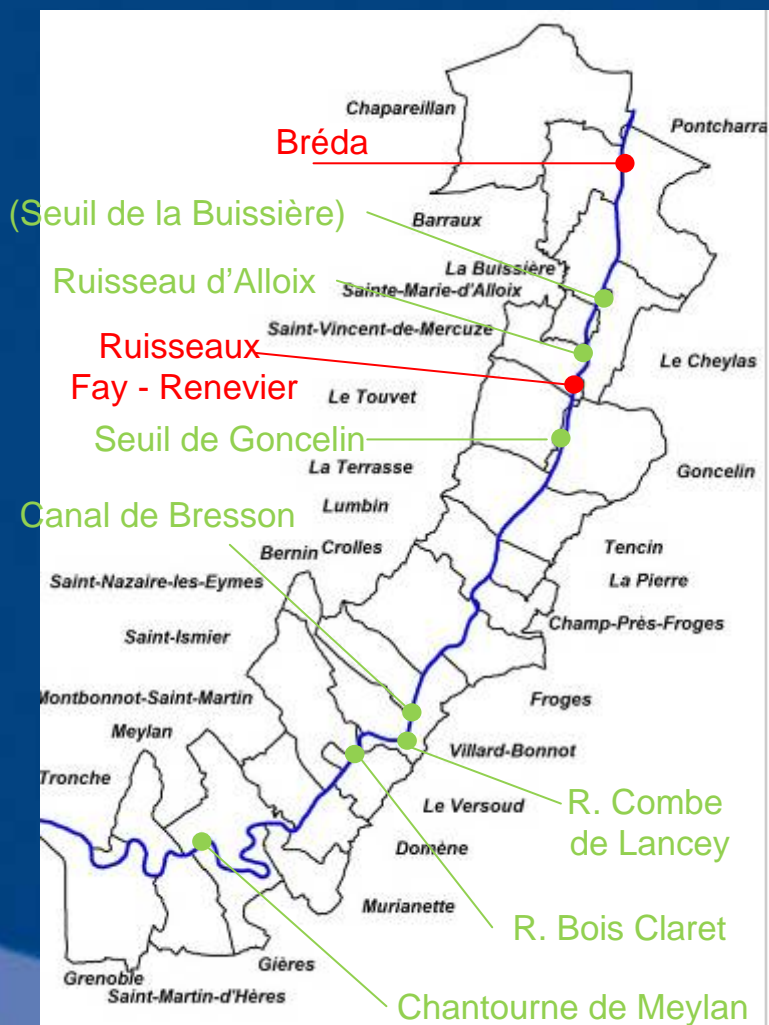 Chapareillan
Pontcharra
Bréda
(Seuil de la Buissière)
Barraux
La Buissière
Ruisseau d'Alloix
Sainte-Marie-d'Alloix
Saint-Vincent-de-Mercuze
Ruisseaux
Fay - Renevier
Le Cheylas
Le Touvet
Seuil de Goncelin
La Terrasse
Goncelin
Lumbin
Canal de Bresson
Bernin
Crolles
Tencin
Saint-Nazaire-les-Eymes
La Pierre
Champ-Près-Froges
Saint-Ismier
Montbonnot-Saint-Martin
Froges
Meylan
Villard-Bonnot
Tronche
Le Versoud
R. Combe
de Lancey
Domène
Murianette
R. Bois Claret
Gières
Grenoble
Saint-Martin-d'Hères
Chantourne de Meylan